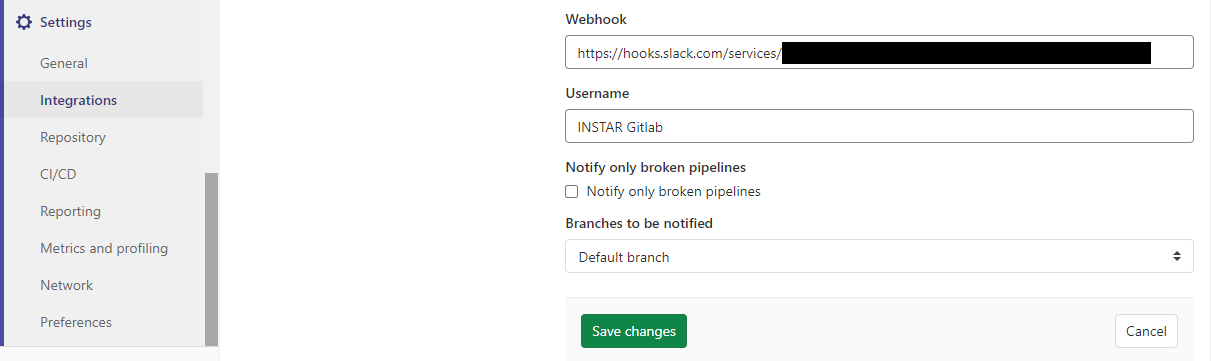 Settings
General
Integrations
Repository
CI/CD
Reporting
Metrics and profiling
Network
Preferences
Webhook
https://hooks.slack.com/services/
Username
INSTAR Gitlab
Notify only broken pipelines
Notify only broken pipelines
Branches to be notified
Default branch
Save changes
Cancel